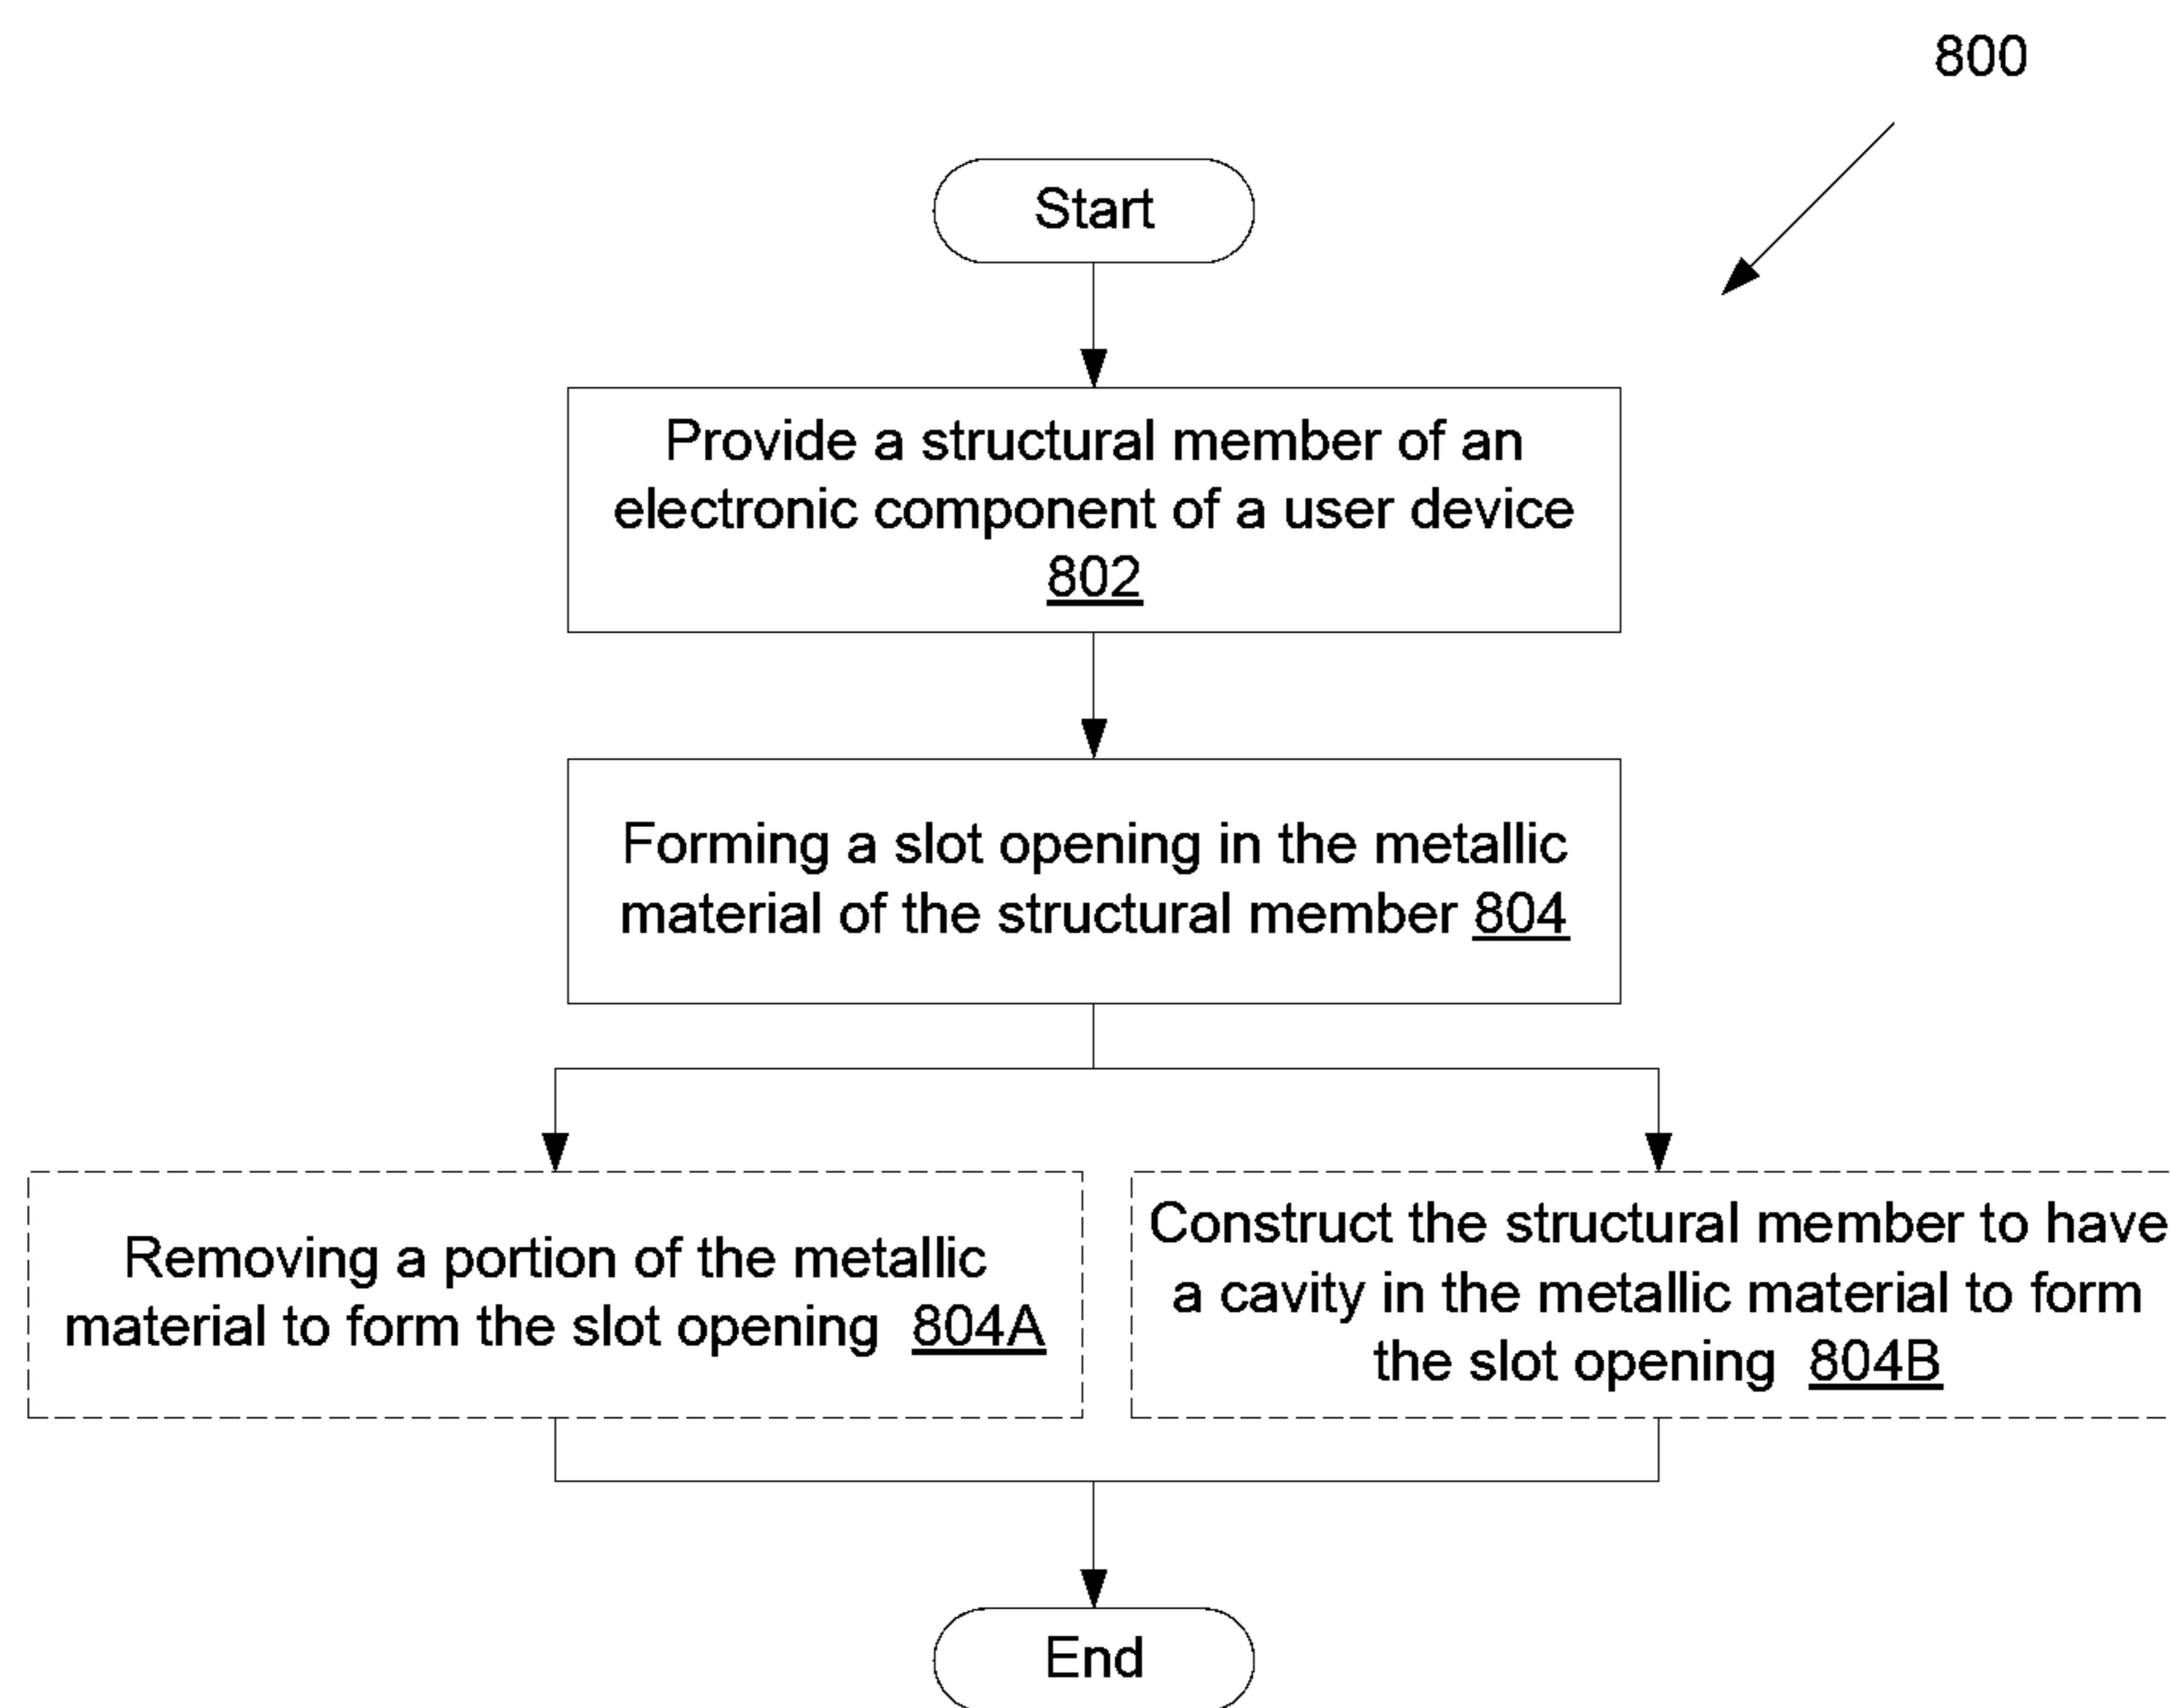 800
Start
Provide a structural member of an
electronic component of a user device
802
Forming a slot opening in the metallic
material of the structural member 804
Removing a portion of the metallic
material to form the slot opening 804A
Construct the structural member to have
a cavity in the metallic material to form
the slot opening 804B
End